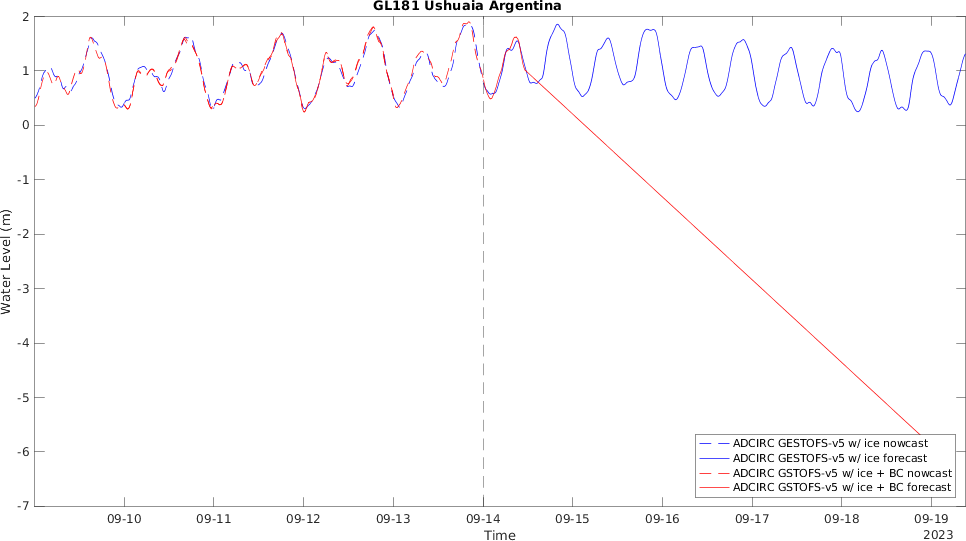 GL181 Ushuaia Argentina
2
1
0
-1
-2
-3
-4
-5
-6
-7
Water Level (m)
ADCIRC GESTOFS-v5 w/ ice nowcast
ADCIRC GESTOFS-v5 w/ ice forecast
ADCIRC GSTOFS-v5 w/ ice + BC nowcast
ADCIRC GSTOFS-v5 w/ ice + BC forecast
09-10 09-11 09-12 09-13 09-14 09-15 09-16 09-17 09-18 09-19
Time 2023